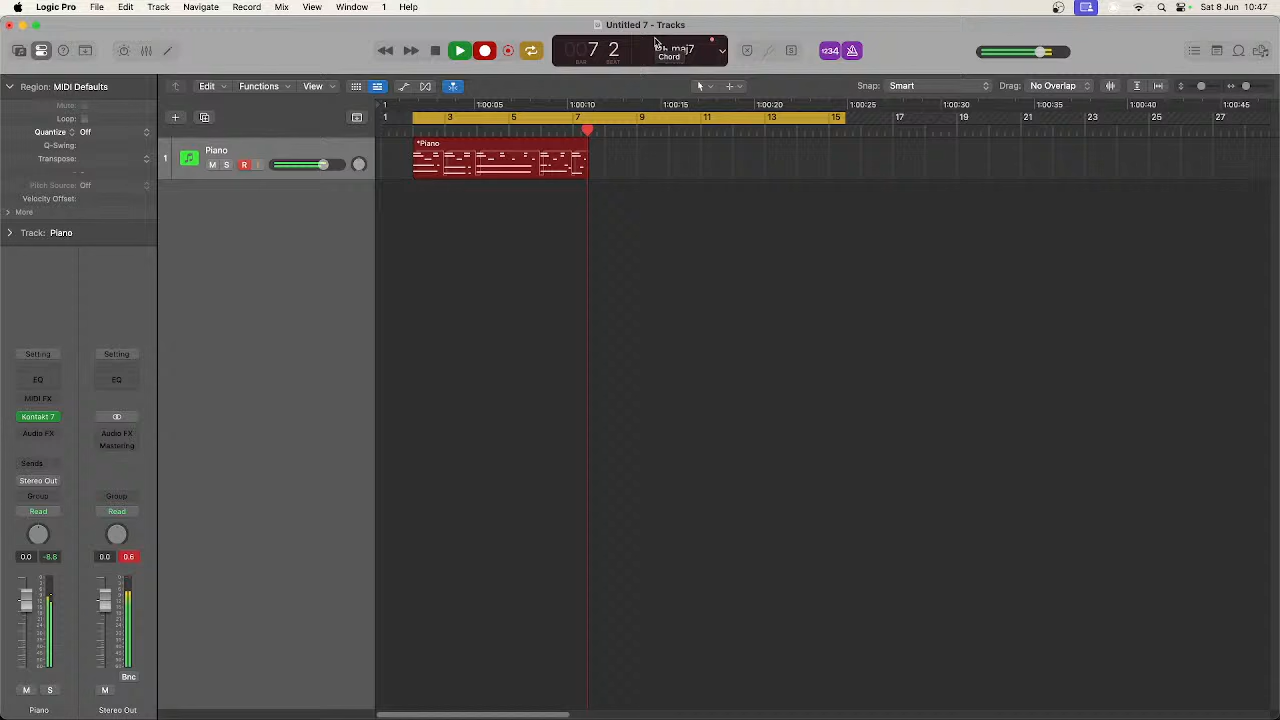 Logic Pro File Edit Track Navigate Record Mix View Window 1 Help
Sat 8 Jun 10:47
Untitled 7 - Tracks
7 2
BAR BEAT
maj7
Chord
1234
Region: MIDI Defaults
Edit Functions View
Snap: Smart
Drag: No Overlap
Mute:
Loop:
Quantize Off
Q-Swing:
Transpose:
Pitch Source: Off
Velocity Offset:
More
Track: Piano
1 1:00:05 1:00:10 1:00:15 1:00:20 1:00:25 1:00:30 1:00:35 1:00:40 1:00:45
1 3 5 7 9 11 13 15 17 19 21 23 25 27
1 Piano
M S R I
*Piano
Setting Setting
EQ EQ
MIDI FX
Kontakt 7
Audio FX Audio FX
Mastering
Sends
Stereo Out
Group Group
Read Read
0.0 -8.8 0.0 0.6
Bnc
M S M
Piano Stereo Out